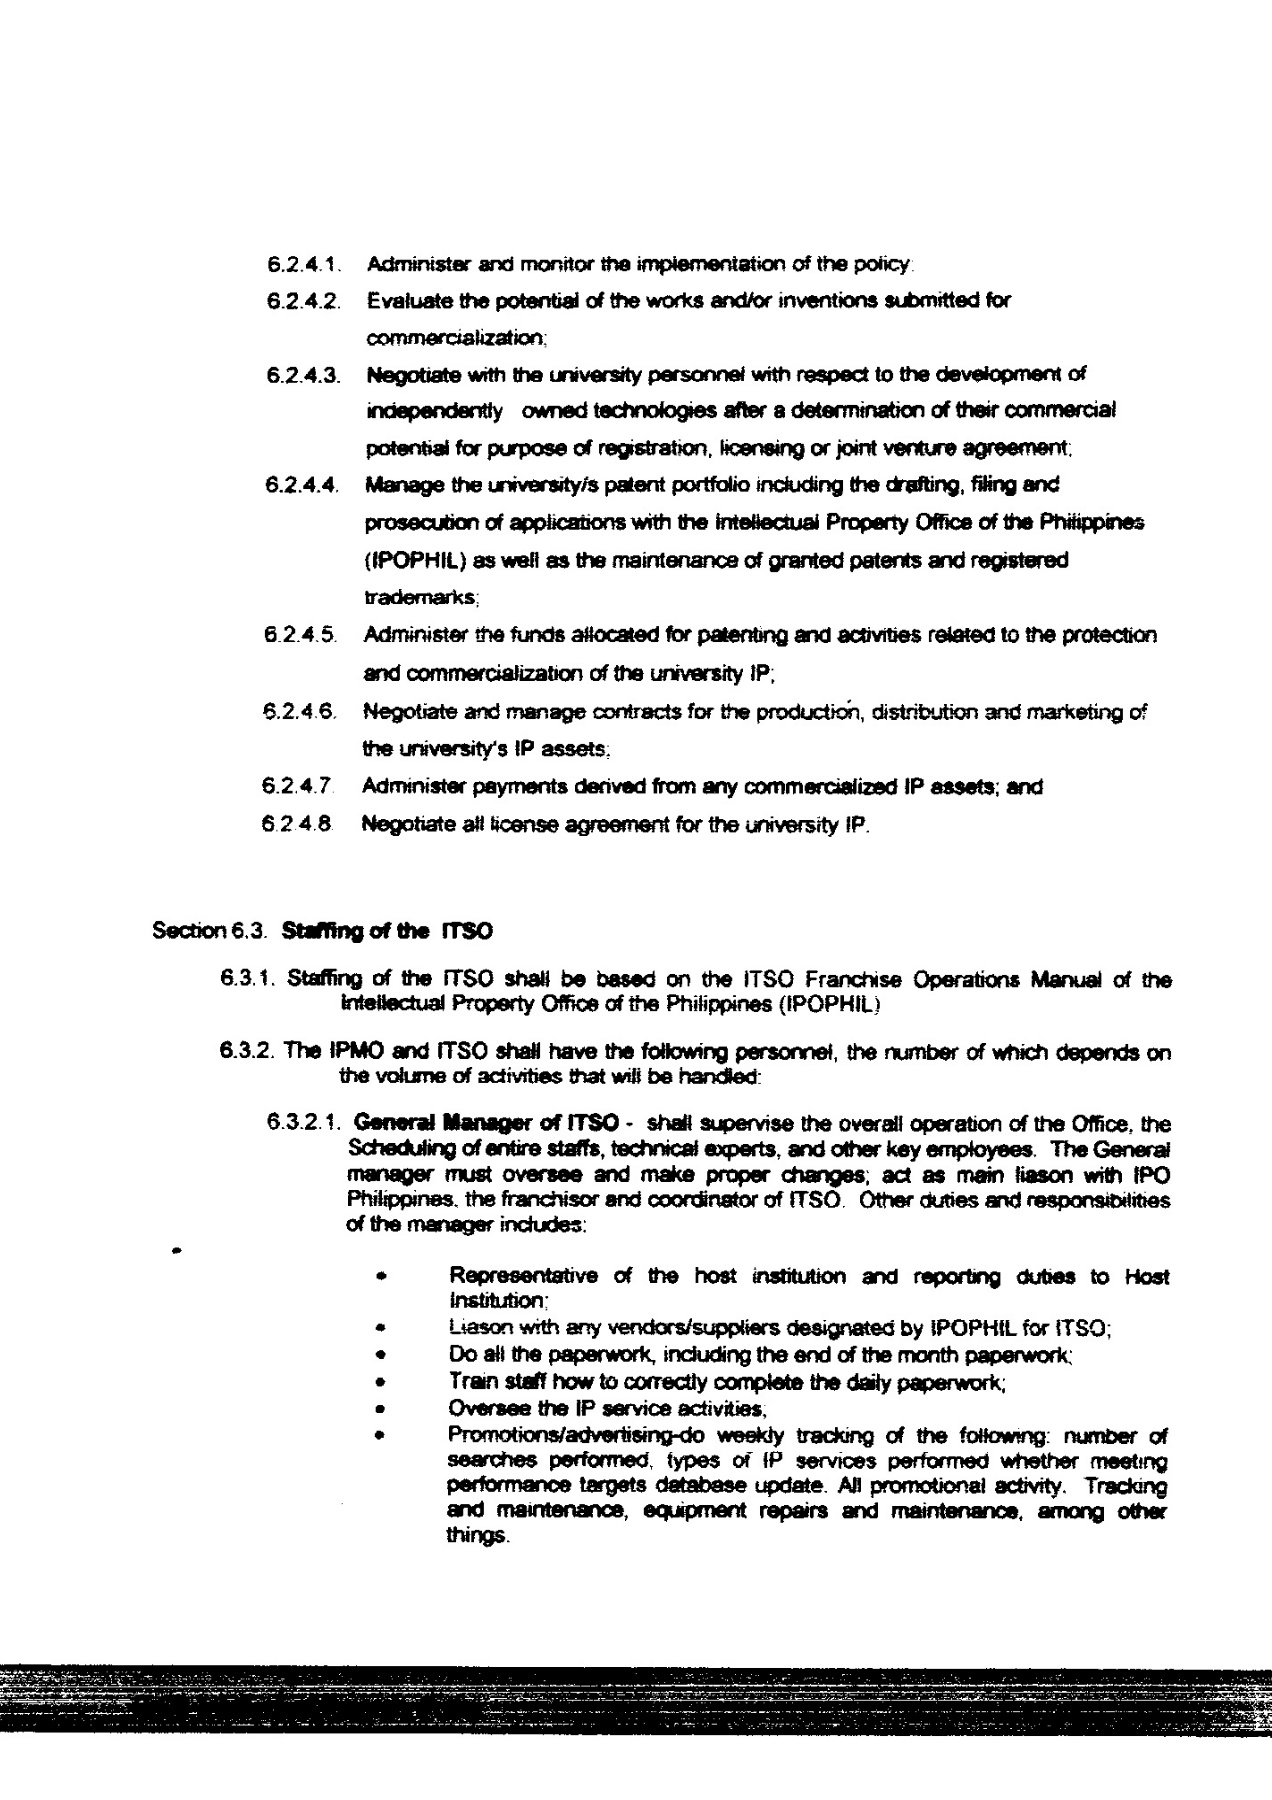 6.2.4.1. Administer and monitor the implementation of the policy.
6.2.4.2. Evaluate the potential of the works and/or inventions submitted for
commercialization;
6.2.4.3. Negotiate with the university personnel with respect to the development of
independently owned technologies after a determination of their commercial
potential for purpose of registration, licensing or joint venture agreement;
6.2.4.4. Manage the university/s patent portfolio including the drafting, filing and
prosecution of applications with the Intellectual Property Office of the Philippines
(IPOPHIL) as well as the maintenance of granted patents and registered
trademarks;
6.2.4.5. Administer the funds allocated for patenting and activities related to the protection
and commercialization of the university IP;
6.2.4.6. Negotiate and manage contracts for the production, distribution and marketing of
the university's IP assets;
6.2.4.7 Administer payments derived from any commercialized IP assets; and
6.2.4.8 Negotiate all license agreement for the university IP.
Section 6.3. Staffing of the ITSO
6.3.1. Staffing of the ITSO shall be based on the ITSO Franchise Operations Manual of the
Intellectual Property Office of the Philippines (IPOPHIL)
6.3.2. The IPMO and ITSO shall have the following personnel, the number of which depends on
the volume of activities that will be handled:
6.3.2.1. General Manager of ITSO - shall supervise the overall operation of the Office, the
Scheduling of entire staffs, technical experts, and other key employees. The General
manager must oversee and make proper changes; act as main liason with IPO
Philippines, the franchisor and coordinator of ITSO. Other duties and responsibilities
of the manager includes:
• Representative of the host institution and reporting duties to Host
Institution;
• Liason with any vendors/suppliers designated by IPOPHIL for ITSO;
• Do all the paperwork, including the end of the month paperwork;
• Train staff how to correctly complete the daily paperwork;
• Oversee the IP service activities;
• Promotions/advertising-do weekly tracking of the following: number of
searches performed, types of IP services performed whether meeting
performance targets database update. All promotional activity. Tracking
and maintenance, equipment repairs and maintenance, among other
things.